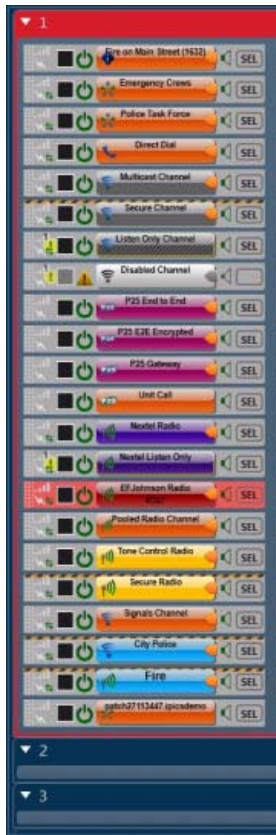 1
Fire on Main Street (1632)
SEL
Emergency Crews
SEL
Police Task Force
SEL
Direct Dial
SEL
Multicast Channel
SEL
Secure Channel
SEL
Listen Only Channel
SEL
Disabled Channel
P25 End to End
SEL
P25 E2E Encrypted
SEL
P25 Gateway
SEL
Unit Call
SEL
Nextel Radio
SEL
Nextel Listen Only
SEL
EFJohnson Radio
SEL
Pooled Radio Channel
SEL
Tone Control Radio
SEL
Secure Radio
SEL
Signals Channel
SEL
City Police
SEL
Fire
SEL
patch27113447.ipicsdemo
SEL
2
3